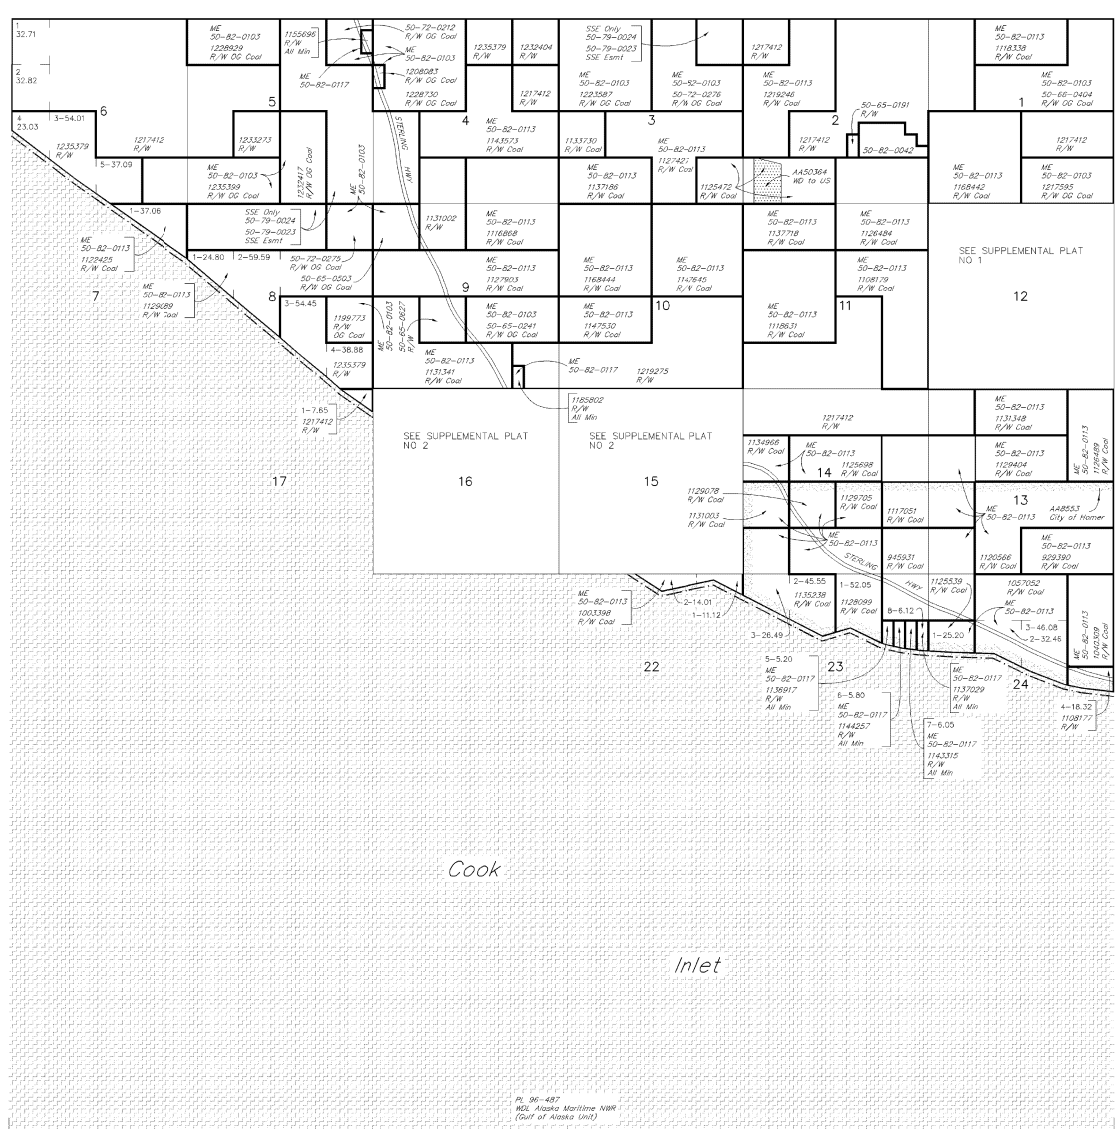 1
32.71
2
32.82
4
23.03
3-54.01
6
1217412
R/W
1235379
R/W
5-37.09
ME
50-82-0103
1228929
R/W OG Coal
5
1233273
R/W
ME
50-82-0103
1235399
R/W OG Coal
1155696
R/W
All Min
ME
50-82-0117
50-72-0212
R/W OG Coal
ME
50-82-0103
1208083
R/W OG Coal
1228730
R/W OG Coal
1235379
R/W
1232404
R/W
1217412
R/W
4
ME
50-82-0113
1143573
R/W Coal
STERLING
HWY
1232417
R/W OG Coal
ME
50-82-0103
SSE Only
50-79-0024
50-79-0023
SSE Esmt
ME
50-82-0103
1223587
R/W OG Coal
ME
50-82-0103
50-72-0276
R/W OG Coal
3
1133730
R/W Coal
ME
50-82-0113
1127427
R/W Coal
ME
50-82-0113
1137186
R/W Coal
1217412
R/W
ME
50-82-0113
1219246
R/W Coal
2
50-65-0191
R/W
1217412
R/W
50-82-0042
1125472
R/W Coal
AA50364
WD to US
ME
50-82-0113
1118338
R/W Coal
1
ME
50-82-0103
50-66-0404
R/W OG Coal
1217412
R/W
ME
50-82-0113
1168442
R/W Coal
ME
50-82-0103
1217595
R/W OG Coal
1-37.06
SSE Only
50-79-0024
50-79-0023
SSE Esmt
1131002
R/W Coal
ME
50-82-0113
1116868
R/W Coal
ME
50-82-0113
1137718
R/W Coal
ME
50-82-0113
1126484
R/W Coal
SEE SUPPLEMENTAL PLAT
NO 1
12
ME
50-82-0113
1122425
R/W Coal
7
1-24.80
2-59.59
50-72-0275
R/W OG Coal
50-65-0503
R/W OG Coal
ME
50-82-0113
1129089
R/W Coal
8
3-54.45
9
ME
50-82-0113
1127903
R/W Coal
ME
50-82-0113
1168444
R/W Coal
ME
50-82-0113
1147645
R/W Coal
10
ME
50-82-0113
1108179
R/W Coal
11
1199773
R/W
OG Coal
4-38.88
1235379
R/W
ME
50-82-0103
50-65-0627
R/W
ME
50-82-0103
50-65-0241
R/W OG Coal
ME
50-82-0113
1131341
R/W Coal
ME
50-82-0113
1147530
R/W Coal
ME
50-82-0117
1219275
R/W
ME
50-82-0113
1118631
R/W Coal
1-7.65
1217412
R/W
1185802
R/W
All Min
SEE SUPPLEMENTAL PLAT
NO 2
SEE SUPPLEMENTAL PLAT
NO 2
17
16
15
1217412
R/W
ME
50-82-0113
1131348
R/W Coal
ME
50-82-0113
1126489
R/W Coal
1134966
R/W Coal
ME
50-82-0113
14
1125698
R/W Coal
ME
50-82-0113
1129404
R/W Coal
1129078
R/W Coal
1131003
R/W Coal
1129705
R/W Coal
1117051
R/W Coal
13
ME
50-82-0113
AA8553
City of Homer
ME
50-82-0113
STERLING
HWY
945931
R/W Coal
1120566
R/W Coal
ME
50-82-0113
929390
R/W Coal
ME
50-82-0113
1003398
R/W Coal
2-14.01
1-11.12
2-45.55
1135238
R/W Coal
1-52.05
1128099
R/W Coal
1125539
R/W Coal
1057052
R/W Coal
ME
50-82-0113
8-6.12
1-25.20
3-46.08
2-32.46
ME
50-82-0113
1040309
R/W Coal
3-26.49
22
23
24
5-5.20
ME
50-82-0117
1136917
R/W
All Min
6-5.80
ME
50-82-0117
1144257
R/W
All Min
ME
50-82-0117
1137029
R/W
All Min
7-6.05
ME
50-82-0117
1143315
R/W
All Min
4-18.32
1108177
R/W
Cook
Inlet
PL 96-487
WDL Alaska Maritime NWR
(Gulf of Alaska Unit)